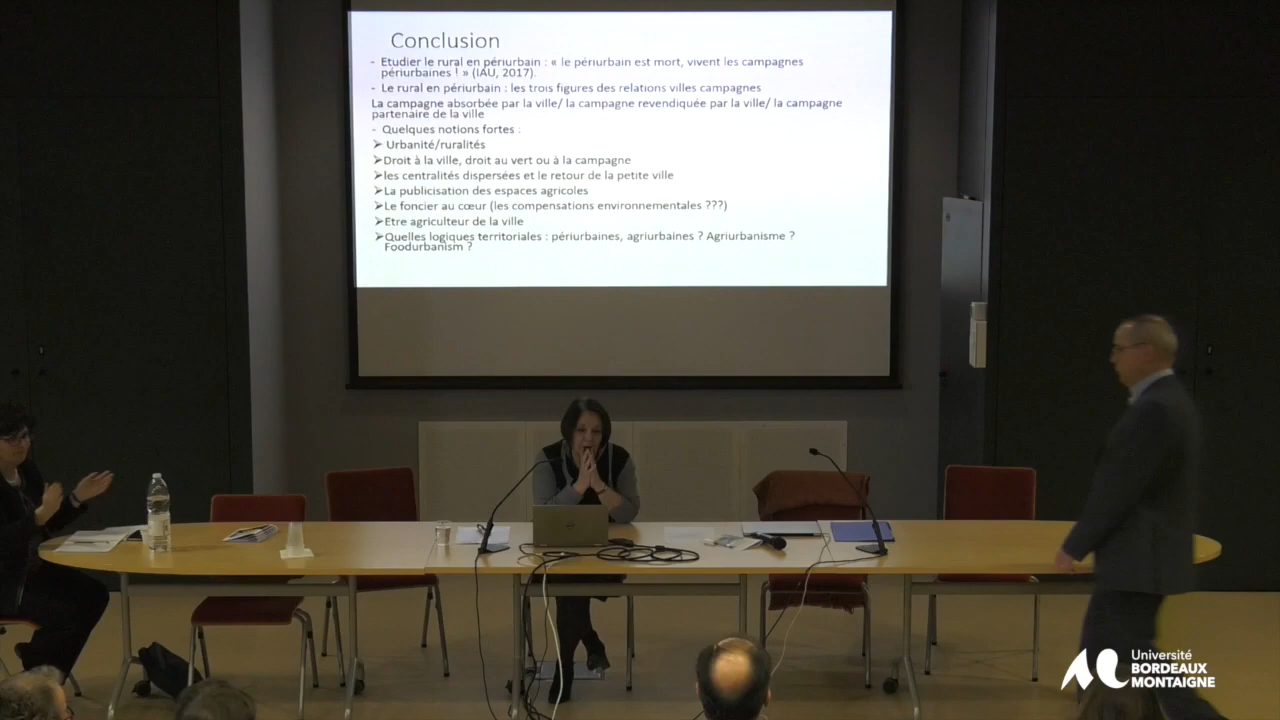 Conclusion
- Etudier le rural en périurbain : « le périurbain est mort, vivent les campagnes
périurbaines ! » (IAU, 2017).
- Le rural en périurbain : les trois figures des relations villes campagnes
La campagne absorbée par la ville/ la campagne revendiquée par la ville/ la campagne
partenaire de la ville
- Quelques notions fortes :
➢ Urbanité/ruralités
➢Droit à la ville, droit au vert ou à la campagne
➢les centralités dispersées et le retour de la petite ville
➢La publicisation des espaces agricoles
➢Le foncier au cœur (les compensations environnementales ???)
➢Etre agriculteur de la ville
➢Quelles logiques territoriales : périurbaines, agriurbaines ? Agriurbanisme ?
Foodurbanism ?
Université
BORDEAUX
MONTAIGNE